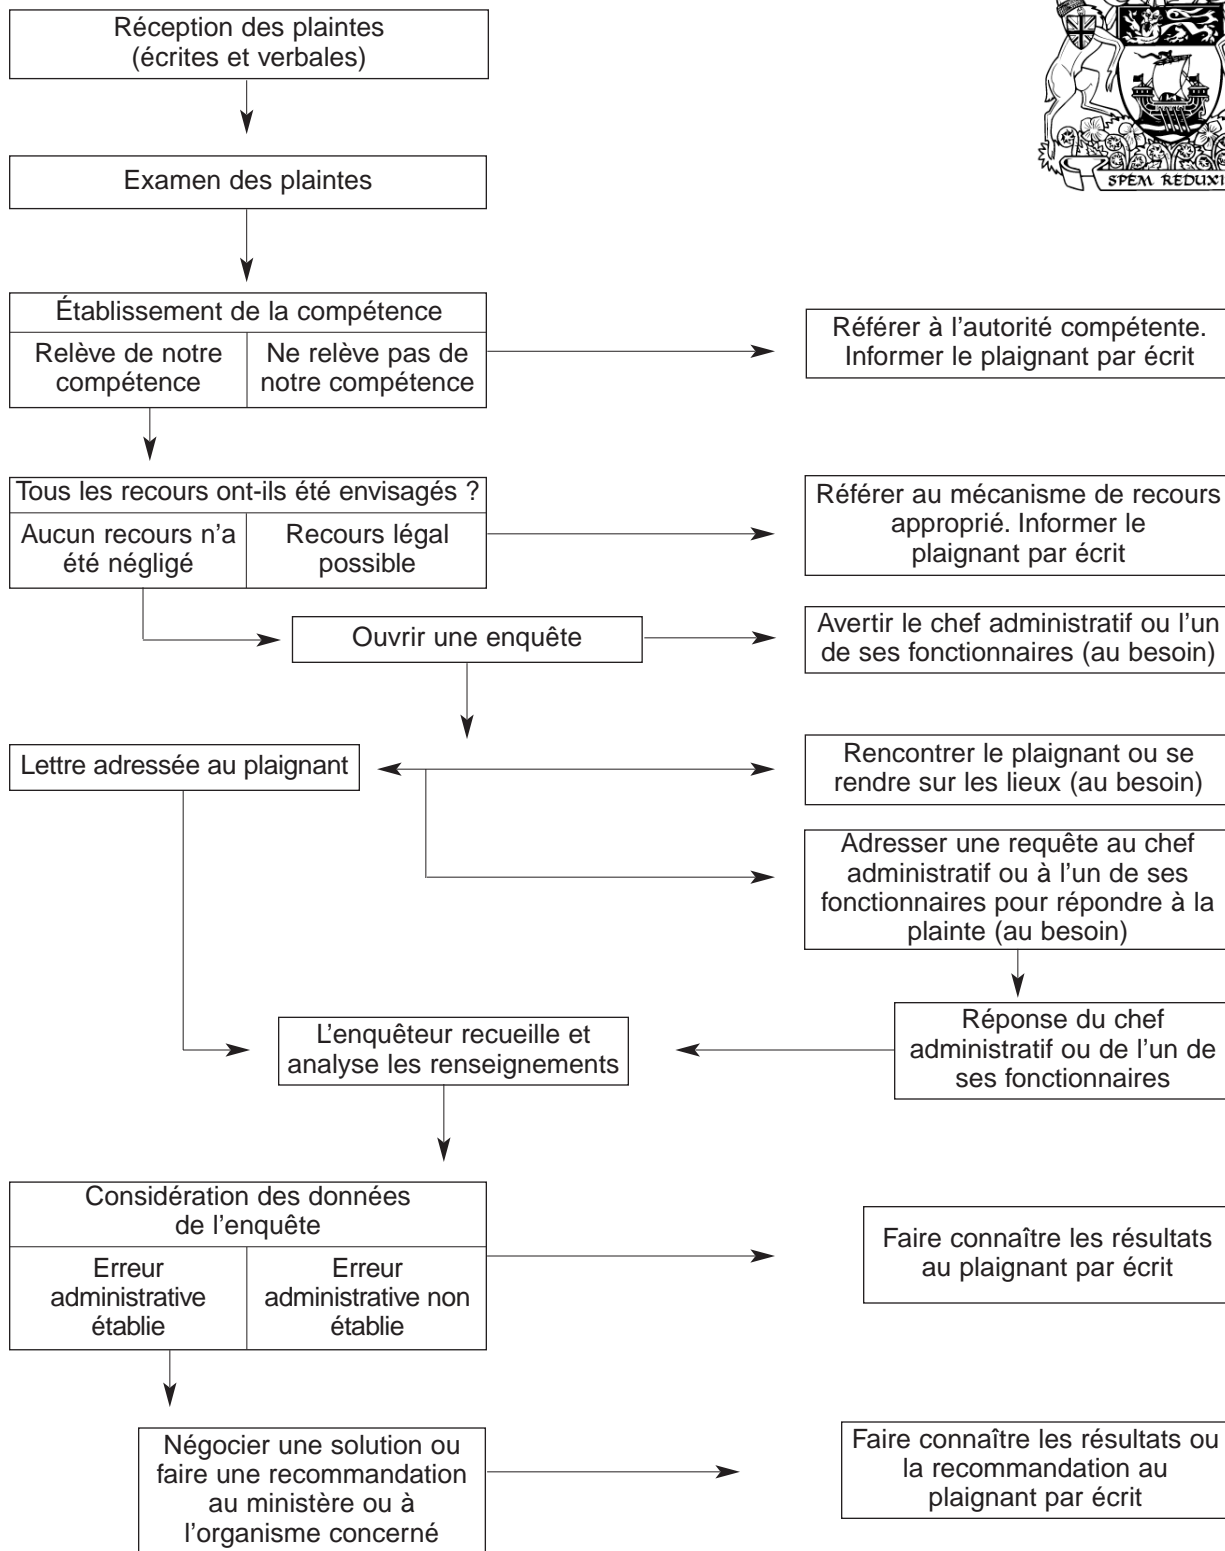 Réception des plaintes
(écrites et verbales)
Examen des plaintes
SPEM REDUXI
Établissement de la compétence
Relève de notre
compétence
Ne relève pas de
notre compétence
Référer à l'autorité compétente.
Informer le plaignant par écrit
Tous les recours ont-ils été envisagés ?
Aucun recours n'a
été négligé
Recours légal
possible
Référer au mécanisme de recours
approprié. Informer le
plaignant par écrit
Ouvrir une enquête
Avertir le chef administratif ou l'un
de ses fonctionnaires (au besoin)
Lettre adressée au plaignant
Rencontrer le plaignant ou se
rendre sur les lieux (au besoin)
Adresser une requête au chef
administratif ou à l'un de ses
fonctionnaires pour répondre à la
plainte (au besoin)
L'enquêteur recueille et
analyse les renseignements
Réponse du chef
administratif ou de l'un de
ses fonctionnaires
Considération des données
de l'enquête
Erreur
administrative
établie
Erreur
administrative non
établie
Faire connaître les résultats
au plaignant par écrit
Négocier une solution ou
faire une recommandation
au ministère ou à
l'organisme concerné
Faire connaître les résultats ou
la recommandation au
plaignant par écrit